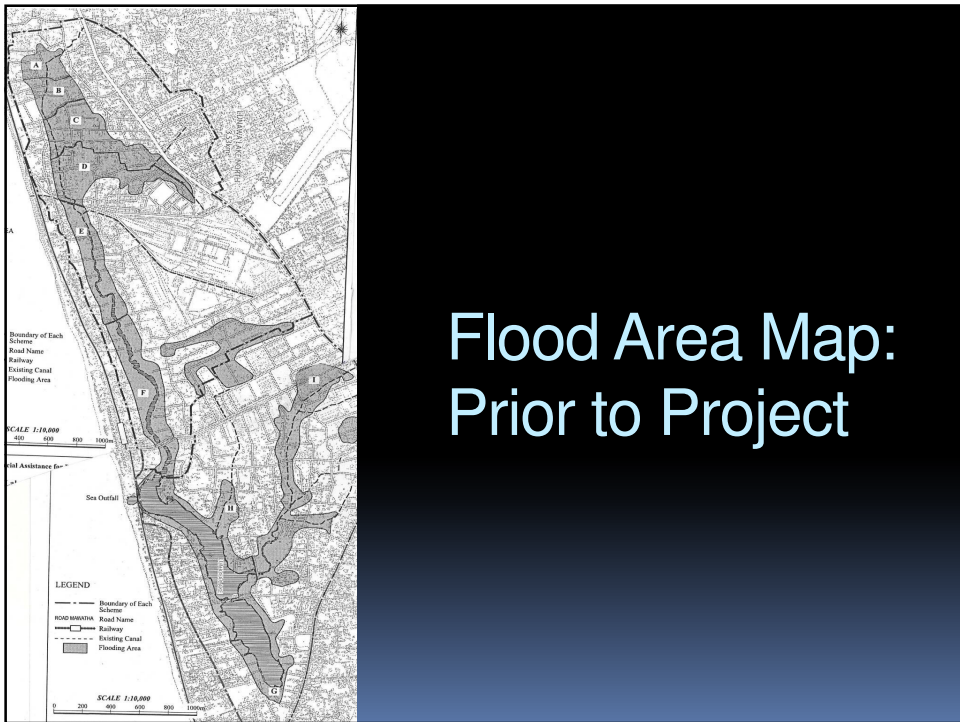 A
B
C
D
E
Boundary of Each
Scheme
Road Name
Railway
Existing Canal
Flooding Area
SCALE 1:10,000
400 600 800 1000m
F
I
Sea Outfall
H
LEGEND
Boundary of Each
Scheme
ROAD MAWATHA Road Name
Railway
Existing Canal
Flooding Area
G
SCALE 1:10,000
0 200 400 600 800 1000m
Flood Area Map:
Prior to Project